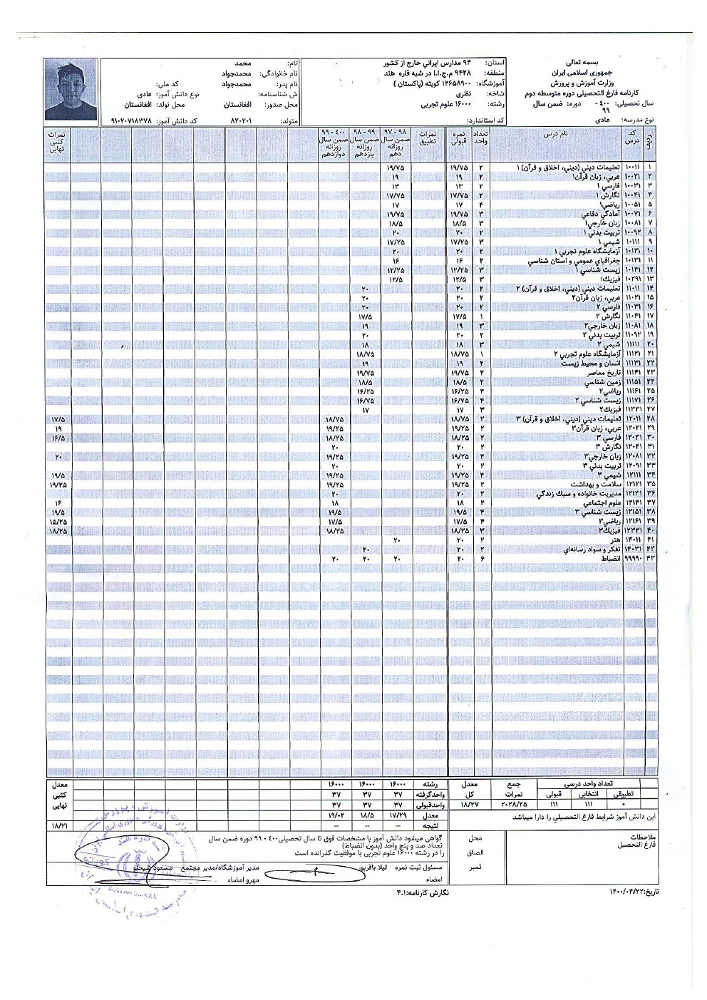 بسمه تعالی
جمهوری اسلامی ایران
وزارت آموزش و پرورش
کارنامه فارغ التحصیلی دوره متوسطه دوم
سال تحصیلی: ۴۰۰ - ۹۹ دوره: ضمن سال
نوع مدرسه: عادی
استان: ۹۴ مدارس ایرانی خارج از کشور
منطقه: ۹۴۲۸ م.ج.ا.ا در شبه قاره هند
آموزشگاه: ۱۲۶۵۸۹۰۰ کویته (پاکستان )
شاخه: نظری
رشته: ۱۶۰۰۰ علوم تجربی
کد استاندارد:
نام: محمد
نام خانوادگی: محمدجواد
نام پدر: محمدجواد کد ملی:
ش شناسنامه: نوع دانش آموز: عادی
محل صدور: افغانستان محل تولد: افغانستان
متولد: ۸۲۰۲۰۱ کد دانش آموز: ۹۱۰۲۰۷۱۸۳۷۸
ردیف کد درس نام درس تعداد واحد نمره قبولی نمرات تطبیق ۹۷-۹۸ ضمن سال روزانه دهم ۹۸-۹۹ ضمن سال روزانه یازدهم ۹۹-۴۰۰ ضمن سال روزانه دوازدهم نمرات کتبی نهایی
۱ ۱۰۰۱۱ تعلیمات دینی (دینی، اخلاق و قرآن) ۱ ۲ ۱۹/۷۵ ۱۹/۷۵
۲ ۱۰۰۲۱ عربی، زبان قرآن۱ ۲ ۱۹ ۱۹
۳ ۱۰۰۳۱ فارسی ۱ ۲ ۱۳ ۱۳
۴ ۱۰۰۴۱ نگارش ۱ ۲ ۱۷/۷۵ ۱۷/۷۵
۵ ۱۰۰۵۱ ریاضی۱ ۴ ۱۷ ۱۷
۶ ۱۰۰۷۱ آمادگی دفاعی ۳ ۱۹/۷۵ ۱۹/۷۵
۷ ۱۰۰۸۱ زبان خارجی۱ ۳ ۱۸/۵ ۱۸/۵
۸ ۱۰۰۹۲ تربیت بدنی ۱ ۲ ۲۰ ۲۰
۹ ۱۰۱۱۱ شیمی ۱ ۳ ۱۷/۲۵ ۱۷/۲۵
۱۰ ۱۰۱۲۱ آزمایشگاه علوم تجربی ۱ ۲ ۲۰ ۲۰
۱۱ ۱۰۱۳۱ جغرافیای عمومی و استان شناسی ۲ ۱۶ ۱۶
۱۲ ۱۰۱۴۱ زیست شناسی ۱ ۳ ۱۲/۲۵ ۱۲/۲۵
۱۳ ۱۰۲۹۱ فیزیک۱ ۳ ۱۲/۵ ۱۲/۵
۱۴ ۱۱۰۱۱ تعلیمات دینی (دینی، اخلاق و قرآن) ۲ ۲ ۲۰ ۲۰
۱۵ ۱۱۰۲۱ عربی، زبان قرآن۲ ۲ ۲۰ ۲۰
۱۶ ۱۱۰۳۱ فارسی ۲ ۲ ۲۰ ۲۰
۱۷ ۱۱۰۴۱ نگارش ۲ ۱ ۱۷/۵ ۱۷/۵
۱۸ ۱۱۰۸۱ زبان خارجی۲ ۳ ۱۹ ۱۹
۱۹ ۱۱۰۹۲ تربیت بدنی ۲ ۲ ۲۰ ۲۰
۲۰ ۱۱۱۱۱ شیمی ۲ ۳ ۱۸ ۱۸
۲۱ ۱۱۱۲۱ آزمایشگاه علوم تجربی ۲ ۱ ۱۸/۷۵ ۱۸/۷۵
۲۲ ۱۱۱۳۱ انسان و محیط زیست ۲ ۱۹ ۱۹
۲۳ ۱۱۱۴۱ تاریخ معاصر ۲ ۱۹/۷۵ ۱۹/۷۵
۲۴ ۱۱۱۵۱ زمین شناسی ۲ ۱۸/۵ ۱۸/۵
۲۵ ۱۱۱۶۱ ریاضی۲ ۴ ۱۶/۲۵ ۱۶/۲۵
۲۶ ۱۱۱۷۱ زیست شناسی ۲ ۴ ۱۶/۷۵ ۱۶/۷۵
۲۷ ۱۱۳۳۱ فیزیک۲ ۳ ۱۷ ۱۷
۲۸ ۱۲۰۱۱ تعلیمات دینی (دینی، اخلاق و قرآن) ۳ ۲ ۱۸/۷۵ ۱۸/۷۵ ۱۷/۵
۲۹ ۱۲۰۲۱ عربی، زبان قرآن۳ ۲ ۱۹/۲۵ ۱۹/۲۵ ۱۹
۳۰ ۱۲۰۳۱ فارسی ۳ ۲ ۱۸/۲۵ ۱۸/۲۵ ۱۶/۵
۳۱ ۱۲۰۴۱ نگارش ۳ ۲ ۲۰ ۲۰
۳۲ ۱۲۰۸۱ زبان خارجی۳ ۴ ۱۹/۲۵ ۱۹/۲۵ ۲۰
۳۳ ۱۲۰۹۱ تربیت بدنی ۳ ۲ ۲۰ ۲۰
۳۴ ۱۲۱۱۱ شیمی ۳ ۴ ۱۹/۲۵ ۱۹/۲۵ ۱۹/۵
۳۵ ۱۲۱۲۱ سلامت و بهداشت ۲ ۱۹/۲۵ ۱۹/۲۵ ۱۹/۲۵
۳۶ ۱۲۱۳۱ مدیریت خانواده و سبک زندگی ۲ ۲۰ ۲۰
۳۷ ۱۲۱۴۱ علوم اجتماعی ۲ ۱۸ ۱۸ ۱۶
۳۸ ۱۲۱۵۱ زیست شناسی ۳ ۴ ۱۹/۵ ۱۹/۵ ۱۹/۵
۳۹ ۱۲۱۶۱ ریاضی۳ ۴ ۱۷/۵ ۱۷/۵ ۱۵/۲۵
۴۰ ۱۲۳۳۱ فیزیک۳ ۳ ۱۸/۲۵ ۱۸/۲۵ ۱۸/۲۵
۴۱ ۱۴۰۱۱ هنر ۲ ۲۰ ۲۰
۴۲ ۱۴۰۳۱ تفکر و سواد رسانه‌ای ۲ ۲۰ ۲۰
۴۳ ۹۹۹۹۰ انضباط ۶ ۲۰ ۲۰ ۲۰ ۲۰
تعداد واحد درسی جمع نمرات معدل کل رشته ۱۶۰۰۰ ۱۶۰۰۰ ۱۶۰۰۰ معدل کتبی نهایی
تطبیقی انتخابی قبولی واحدگرفته ۳۷ ۳۷ ۳۷
۰ ۱۱۱ ۱۱۱ ۲۰۲۸/۲۵ ۱۸/۲۷ واحدقبولی ۳۷ ۳۷ ۳۷
این دانش آموز شرایط فارغ التحصیلی را دارا میباشد معدل ۱۷/۲۹ ۱۸/۵ ۱۹/۰۲
نتیجه -- -- -- ۱۸/۲۱
ملاحظات
فارغ التحصیل
محل
الصاق
تمبر
گواهی میشود دانش آموز با مشخصات فوق تا سال تحصیلی۴۰۰-۹۹ دوره ضمن سال
تعداد صد و پنج واحد (بدون انضباط)
را در رشته ۱۶۰۰۰ علوم تجربی با موفقیت گذرانده است
مسئول ثبت نمره لیلا باقرپور مدیر آموزشگاه/مدیر مجتمع مسعود
امضاء مهرو امضاء
تاریخ:۱۴۰۰/۰۴/۲۲ نگارش کارنامه:۴.۱